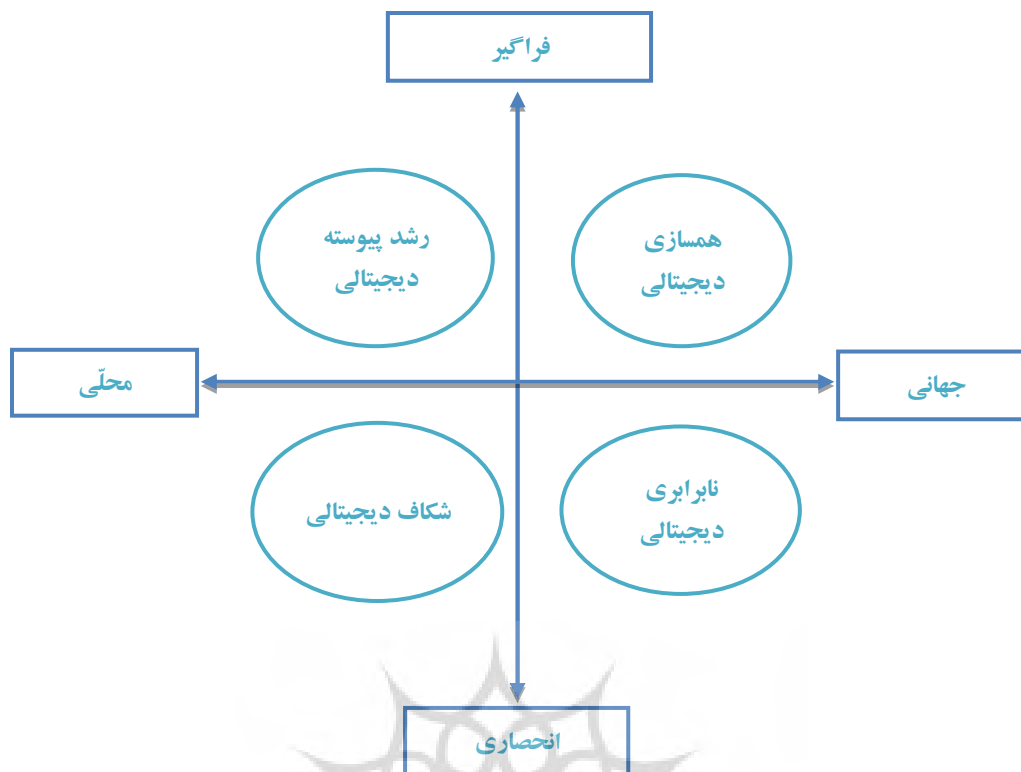 فراگیر
همسازی
دیجیتالی
رشد پیوسته
دیجیتالی
جهانی
محلّی
نابرابری
دیجیتالی
شکاف دیجیتالی
انحصاری